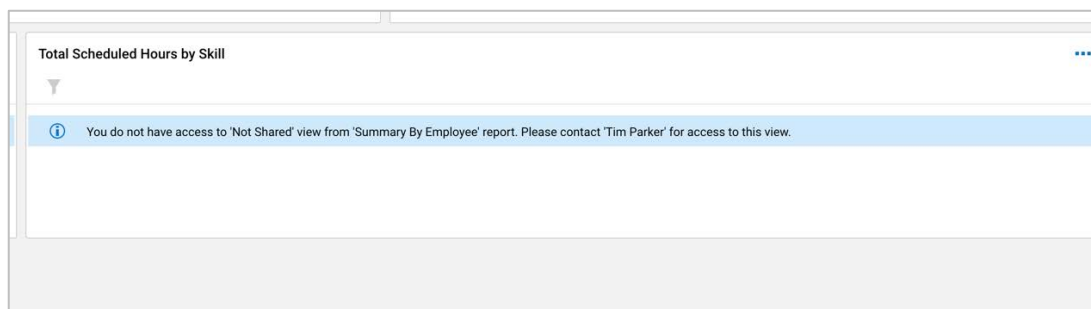 Total Scheduled Hours by Skill
You do not have access to 'Not Shared' view from 'Summary By Employee' report. Please contact 'Tim Parker' for access to this view.